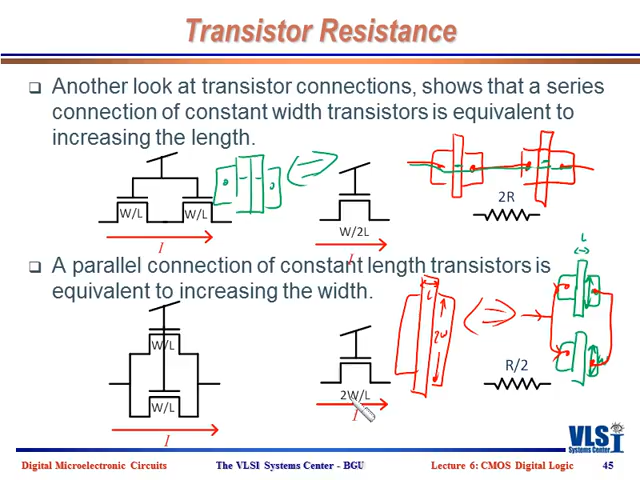 Transistor Resistance
Another look at transistor connections, shows that a series
connection of constant width transistors is equivalent to
increasing the length.
W/L
W/L
I
W/2L
I
2R
L
A parallel connection of constant length transistors is
equivalent to increasing the width.
W/L
W/L
I
2W/L
I
L
2W
R/2
W
VLSI
Systems Center
Digital Microelectronic Circuits
The VLSI Systems Center - BGU
Lecture 6: CMOS Digital Logic
45